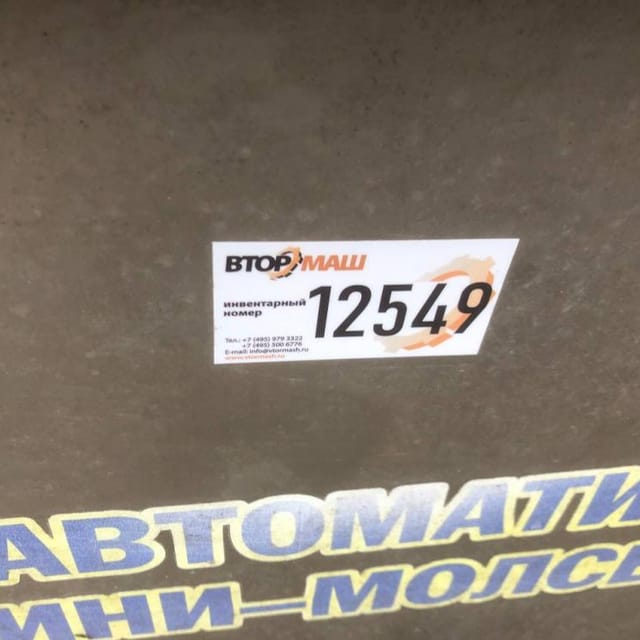 ВТОРМАШ
инвентарный
номер
12549
Тел.: +7 (495) 979 3322
+7 (495) 500 6776
E-mail: info@vtormash.ru
www.vtormash.ru
АВТОМАТИ
МИНИ-МОЛСЕ